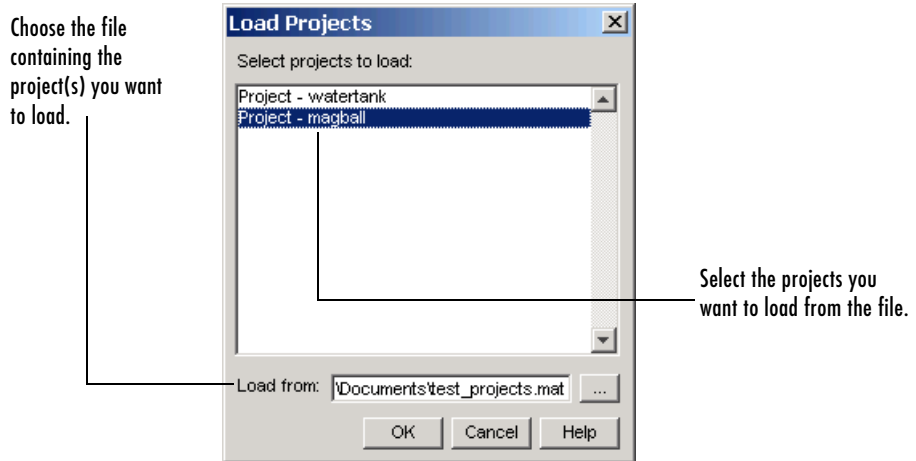 Choose the file
containing the
project(s) you want
to load.
Load Projects
Select projects to load:
Project - watertank
Project - magball
Select the projects you
want to load from the file.
Load from: \Documents\test_projects.mat ...
OK Cancel Help